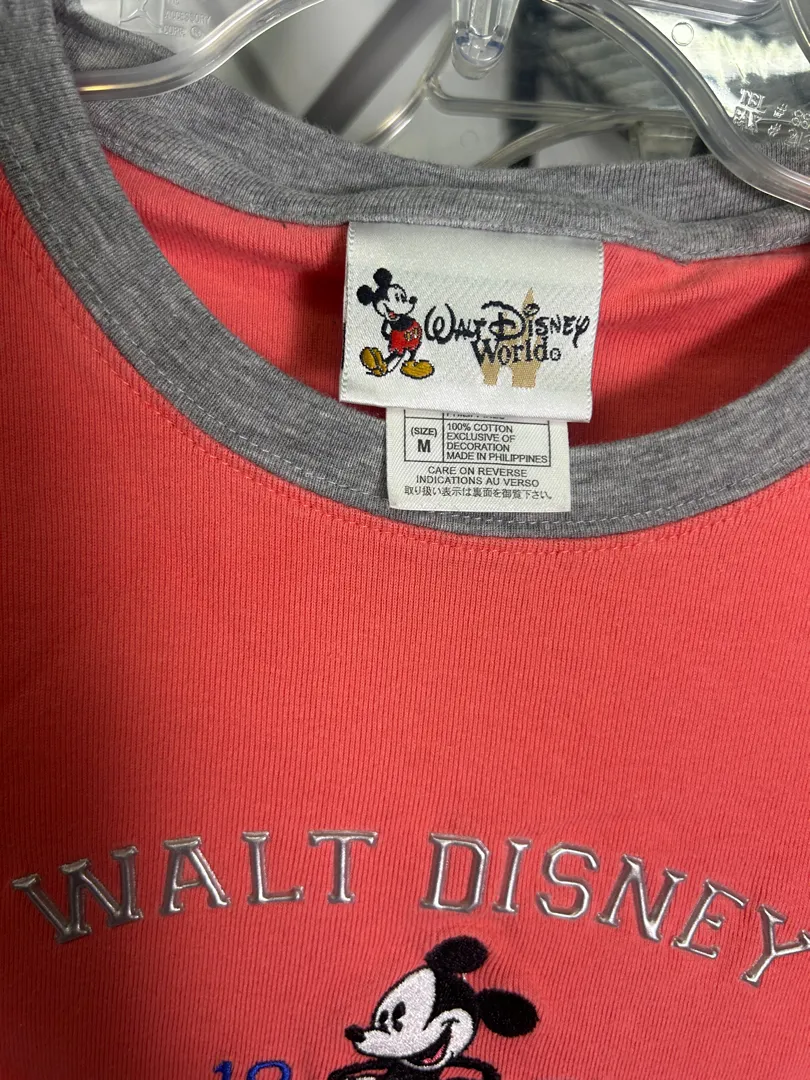 WALT DISNEY
World®
(SIZE)
M
100% COTTON
EXCLUSIVE OF
DECORATION
MADE IN PHILIPPINES
CARE ON REVERSE
INDICATIONS AU VERSO
取り扱い表示は裏面を御覧下さい。
WALT DISNEY
19